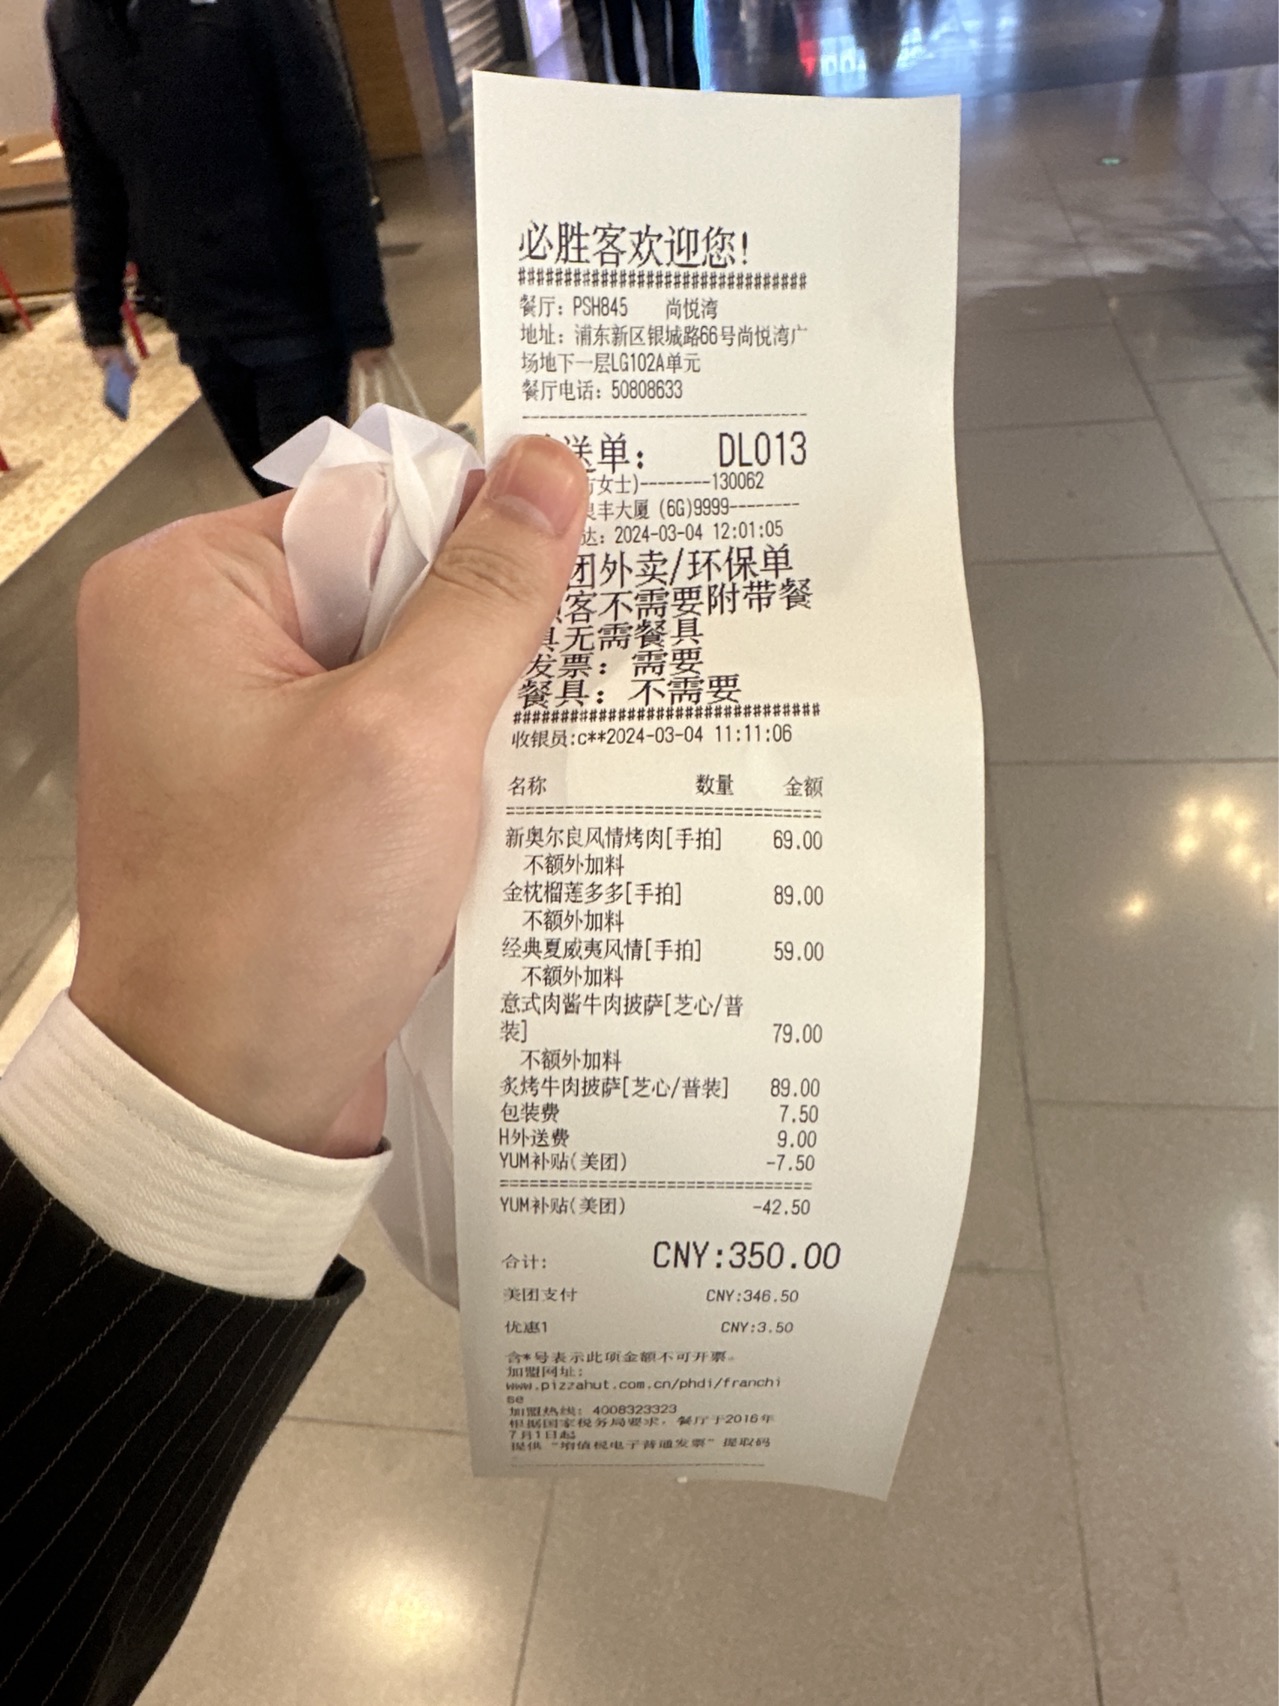 必胜客欢迎您!
################################
餐厅: PSH845 尚悦湾
地址: 浦东新区银城路66号尚悦湾广
场地下一层LG102A单元
餐厅电话: 50808633
--------------------------------
送单: DL013
女士)--------130062
丰大厦 (6G)9999--------
达: 2024-03-04 12:01:05
团外卖/环保单
客不需要附带餐
具无需餐具
发票: 需要
餐具: 不需要
################################
收银员:c**2024-03-04 11:11:06
名称 数量 金额
================================
新奥尔良风情烤肉[手拍] 69.00
不额外加料
金枕榴莲多多[手拍] 89.00
不额外加料
经典夏威夷风情[手拍] 59.00
不额外加料
意式肉酱牛肉披萨[芝心/普
装] 79.00
不额外加料
炙烤牛肉披萨[芝心/普装] 89.00
包装费 7.50
H外送费 9.00
YUM补贴(美团) -7.50
================================
YUM补贴(美团) -42.50
合计: CNY:350.00
美团支付 CNY:346.50
优惠1 CNY:3.50
含*号表示此项金额不可开票。
加盟网址:
www.pizzahut.com.cn/phdi/franchi
se
加盟热线: 4008323323
根据国家税务局要求, 餐厅于2016年
7月1日起
提供 "增值税电子普通发票" 提取码
--------------------------------